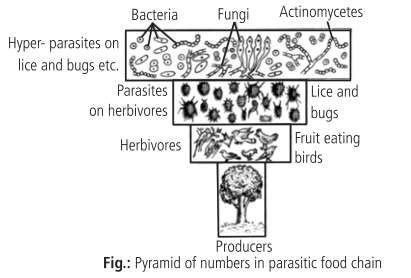 Bacteria Fungi Actinomycetes
Hyper- parasites on
lice and bugs etc.
Parasites
on herbivores
Lice and
bugs
Herbivores
Fruit eating
birds
Producers
Fig.: Pyramid of numbers in parasitic food chain